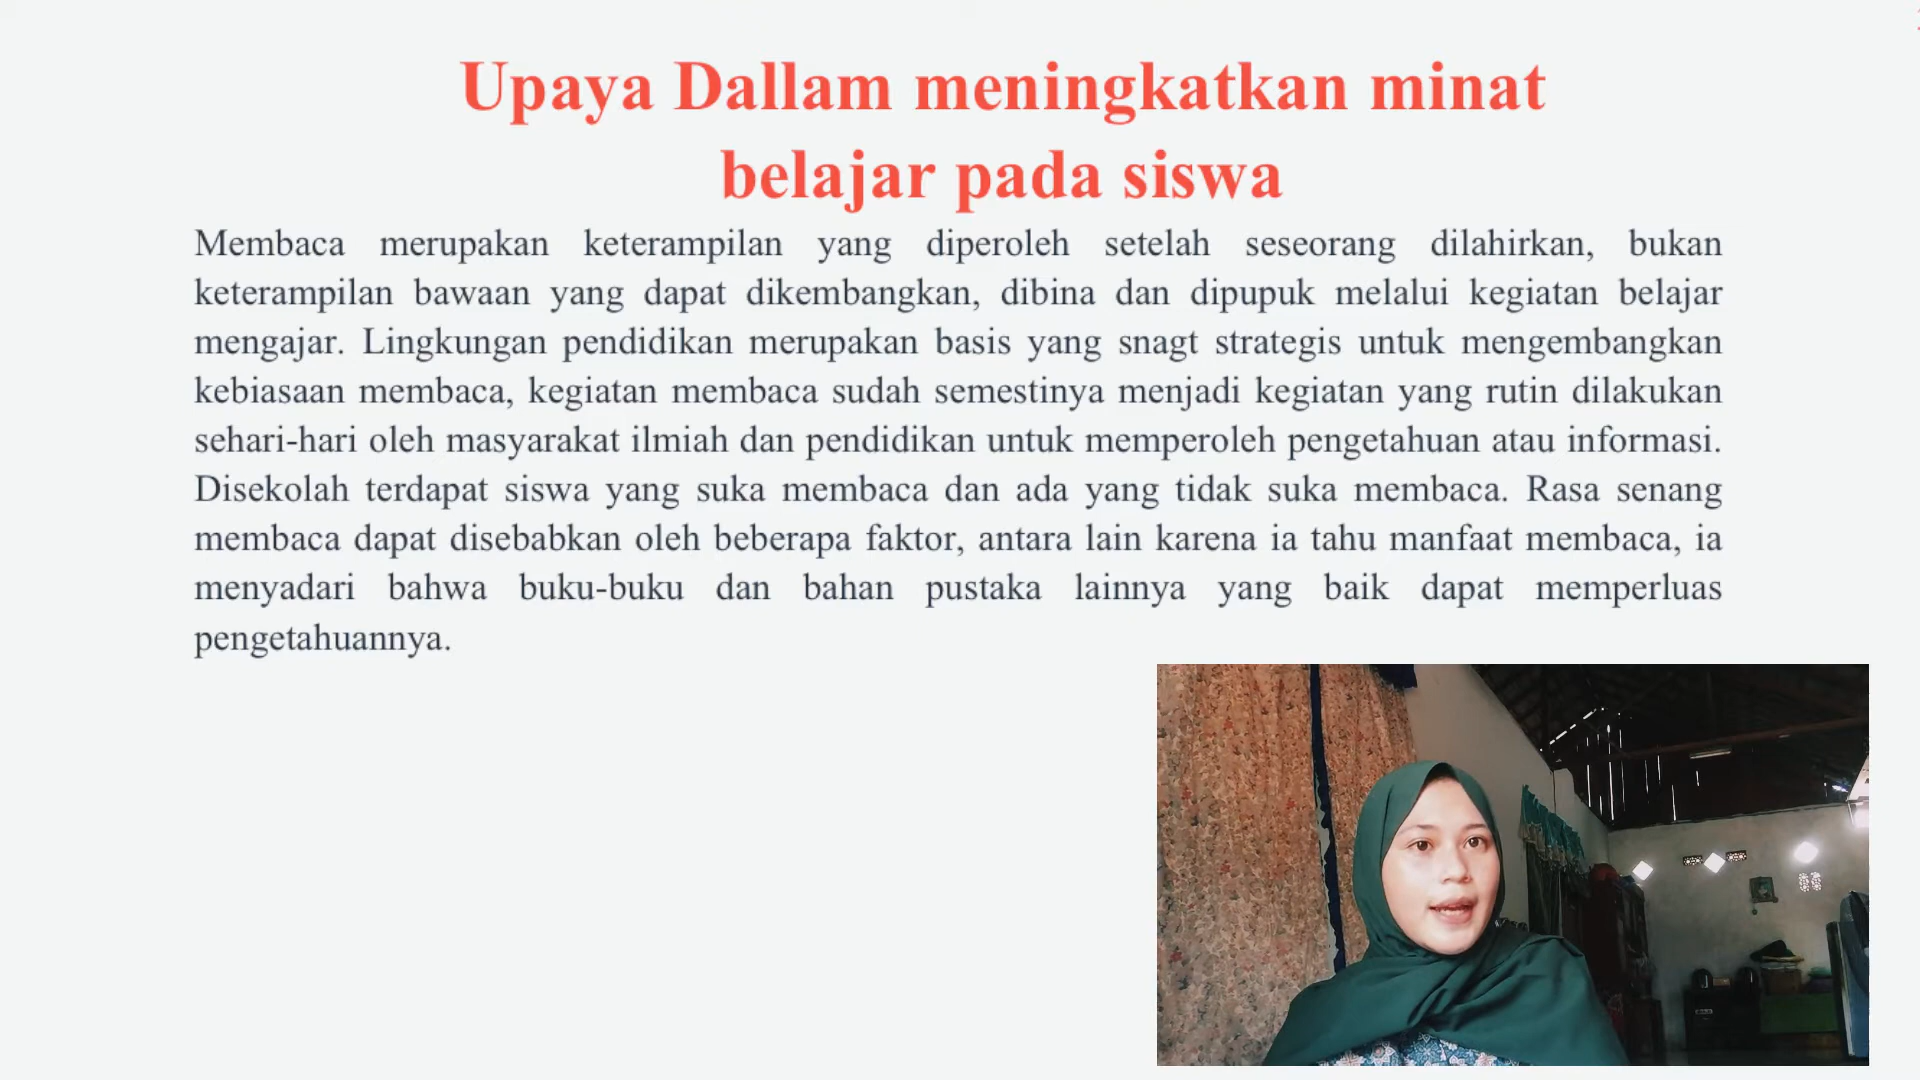 Upaya Dallam meningkatkan minat
belajar pada siswa
Membaca merupakan keterampilan yang diperoleh setelah seseorang dilahirkan, bukan
keterampilan bawaan yang dapat dikembangkan, dibina dan dipupuk melalui kegiatan belajar
mengajar. Lingkungan pendidikan merupakan basis yang snagt strategis untuk mengembangkan
kebiasaan membaca, kegiatan membaca sudah semestinya menjadi kegiatan yang rutin dilakukan
sehari-hari oleh masyarakat ilmiah dan pendidikan untuk memperoleh pengetahuan atau informasi.
Disekolah terdapat siswa yang suka membaca dan ada yang tidak suka membaca. Rasa senang
membaca dapat disebabkan oleh beberapa faktor, antara lain karena ia tahu manfaat membaca, ia
menyadari bahwa buku-buku dan bahan pustaka lainnya yang baik dapat memperluas
pengetahuannya.